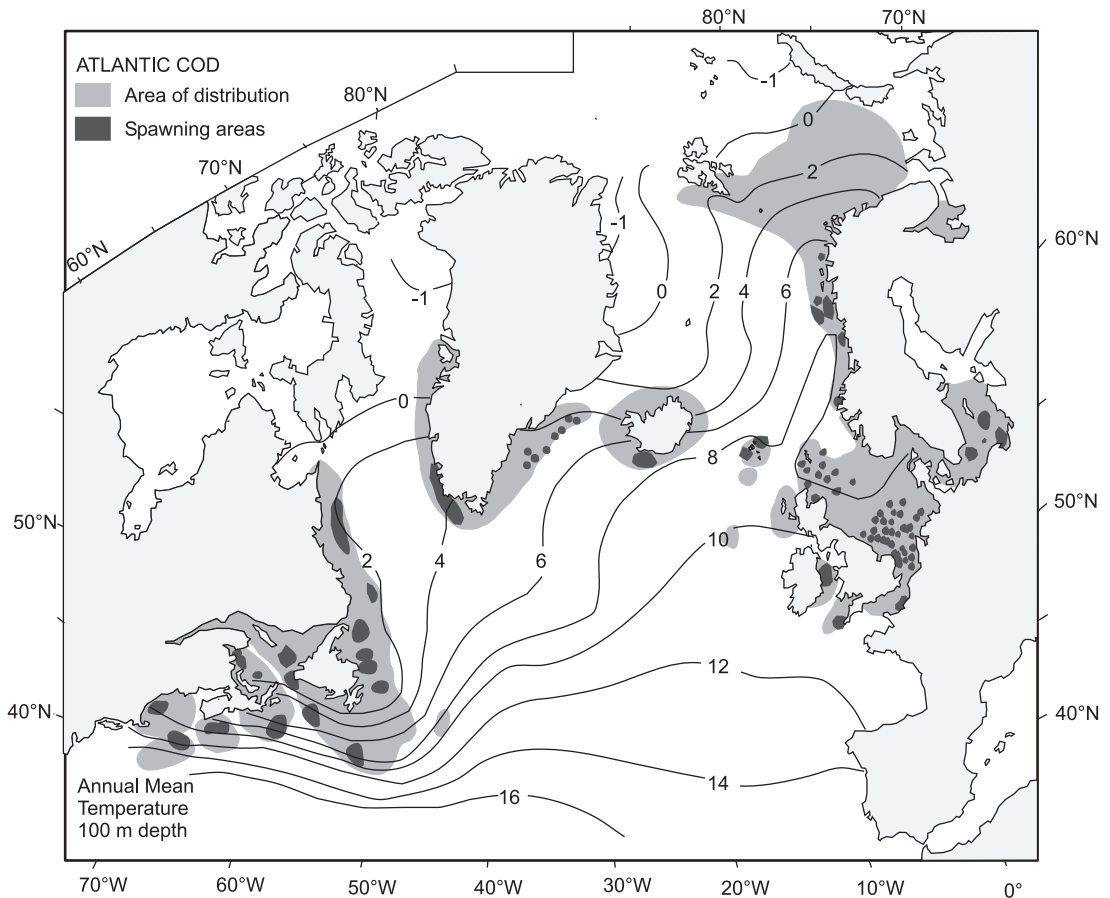 80°N
70°N
ATLANTIC COD
Area of distribution
Spawning areas
80°N
70°N
60°N
-1
0
2
-1
60°N
-1
0
2
4
6
0
8
50°N
50°N
10
2
4
6
12
40°N
40°N
14
16
Annual Mean
Temperature
100 m depth
70°W
60°W
50°W
40°W
30°W
20°W
10°W
0°